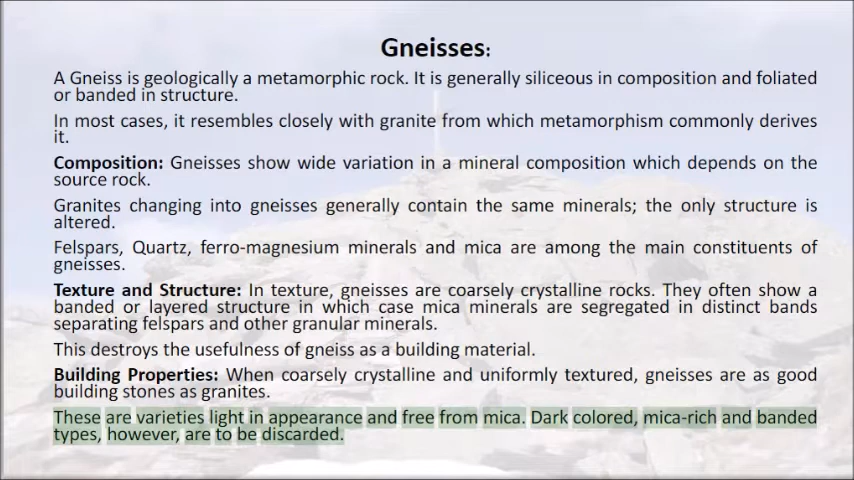 Gneisses:
A Gneiss is geologically a metamorphic rock. It is generally siliceous in composition and foliated
or banded in structure.
In most cases, it resembles closely with granite from which metamorphism commonly derives
it.
Composition: Gneisses show wide variation in a mineral composition which depends on the
source rock.
Granites changing into gneisses generally contain the same minerals; the only structure is
altered.
Felspars, Quartz, ferro-magnesium minerals and mica are among the main constituents of
gneisses.
Texture and Structure: In texture, gneisses are coarsely crystalline rocks. They often show a
banded or layered structure in which case mica minerals are segregated in distinct bands
separating felspars and other granular minerals.
This destroys the usefulness of gneiss as a building material.
Building Properties: When coarsely crystalline and uniformly textured, gneisses are as good
building stones as granites.
These are varieties light in appearance and free from mica. Dark colored, mica-rich and banded
types, however, are to be discarded.